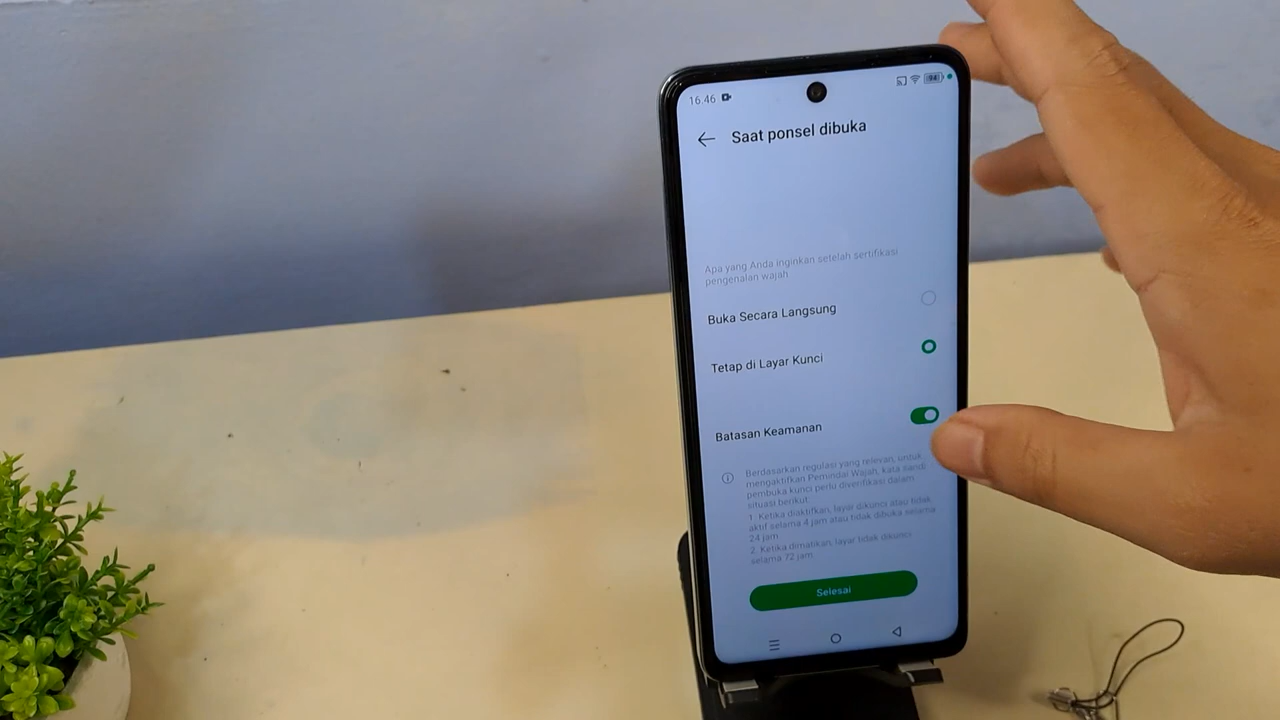 16.46
94
Saat ponsel dibuka
Apa yang Anda inginkan setelah sertifikasi
pengenalan wajah
Buka Secara Langsung
Tetap di Layar Kunci
Batasan Keamanan
Berdasarkan regulasi yang relevan, untuk
mengaktifkan Pemindai Wajah, kata sandi
pembuka kunci perlu diverifikasi dalam
situasi berikut:
1. Ketika diaktifkan, layar dikunci atau tidak
aktif selama 4 jam atau tidak dibuka selama
24 jam
2. Ketika dimatikan, layar tidak dikunci
selama 72 jam.
Selesai